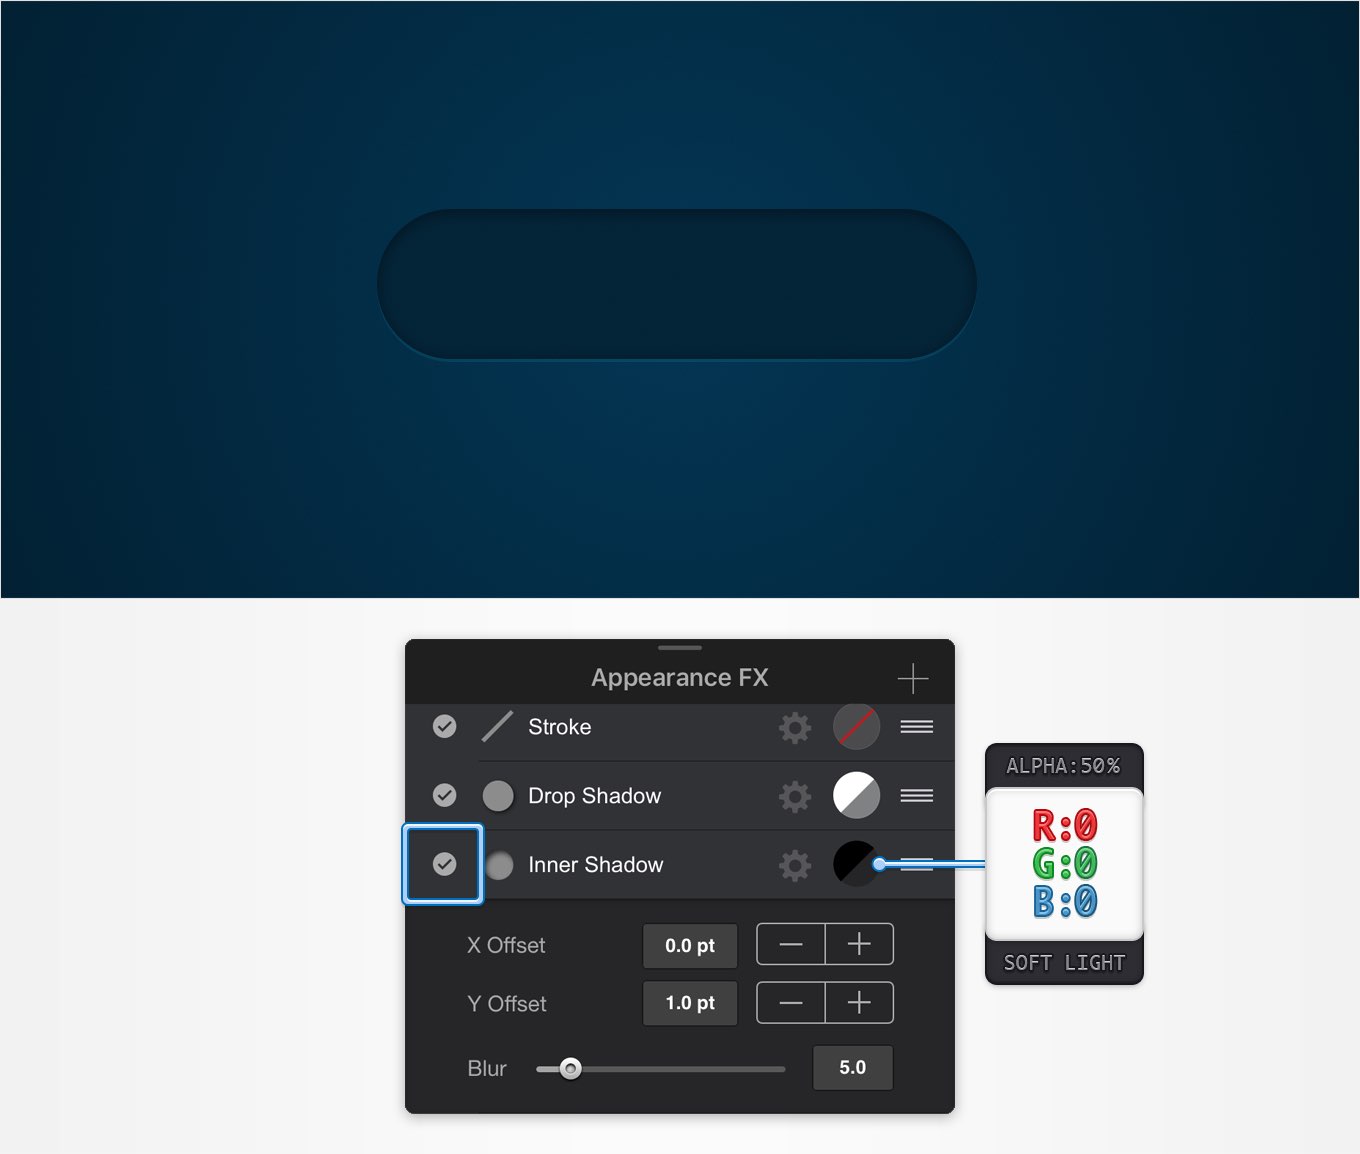 Appearance FX
Stroke
Drop Shadow
Inner Shadow
X Offset 0.0 pt
Y Offset 1.0 pt
Blur 5.0
ALPHA:50%
R:0
G:0
B:0
SOFT LIGHT